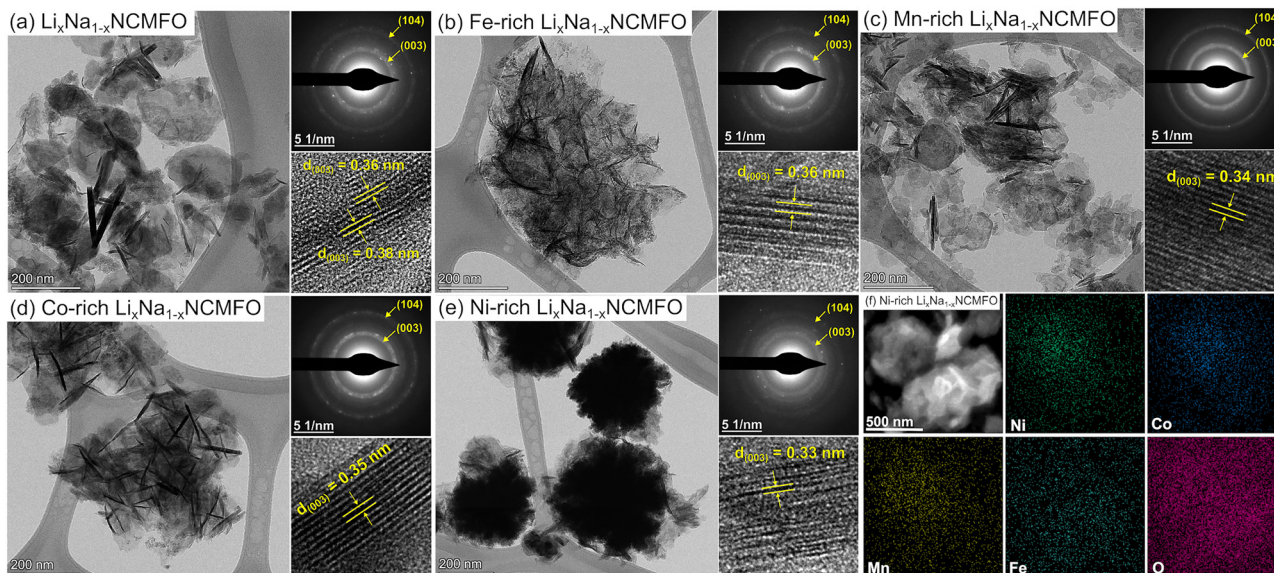 (a) LiₓNa₁₋ₓNCMFO
(104)
(003)
5 1/nm
d(003) = 0.36 nm
d(003) = 0.38 nm
200 nm
(b) Fe-rich LiₓNa₁₋ₓNCMFO
(104)
(003)
5 1/nm
d(003) = 0.36 nm
200 nm
(c) Mn-rich LiₓNa₁₋ₓNCMFO
(104)
(003)
5 1/nm
d(003) = 0.34 nm
200 nm
(d) Co-rich LiₓNa₁₋ₓNCMFO
(104)
(003)
5 1/nm
d(003) = 0.35 nm
200 nm
(e) Ni-rich LiₓNa₁₋ₓNCMFO
(104)
(003)
5 1/nm
d(003) = 0.33 nm
200 nm
(f) Ni-rich LiₓNa₁₋ₓNCMFO
500 nm
Ni
Co
Mn
Fe
O